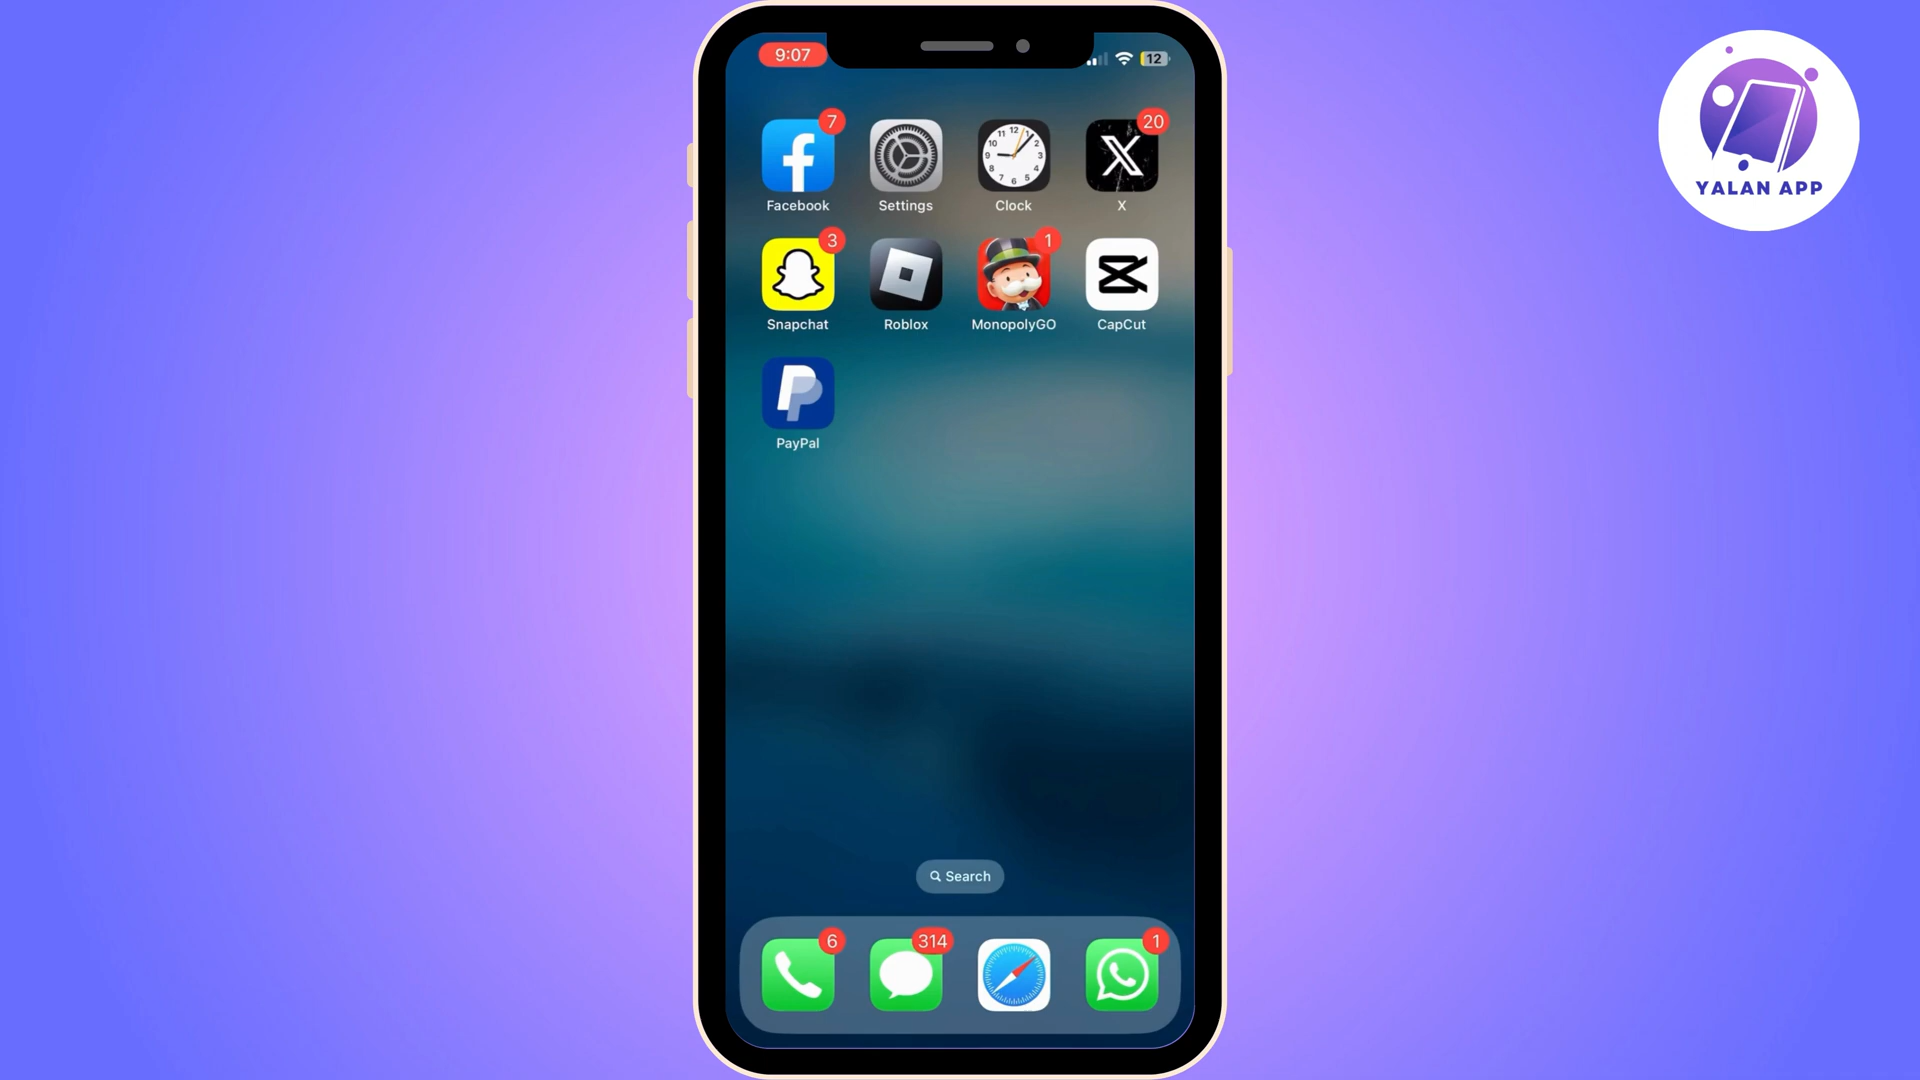 9:07
12
7
20
Facebook
Settings
Clock
X
3
1
Snapchat
Roblox
MonopolyGO
CapCut
PayPal
Search
6
314
1
YALAN APP